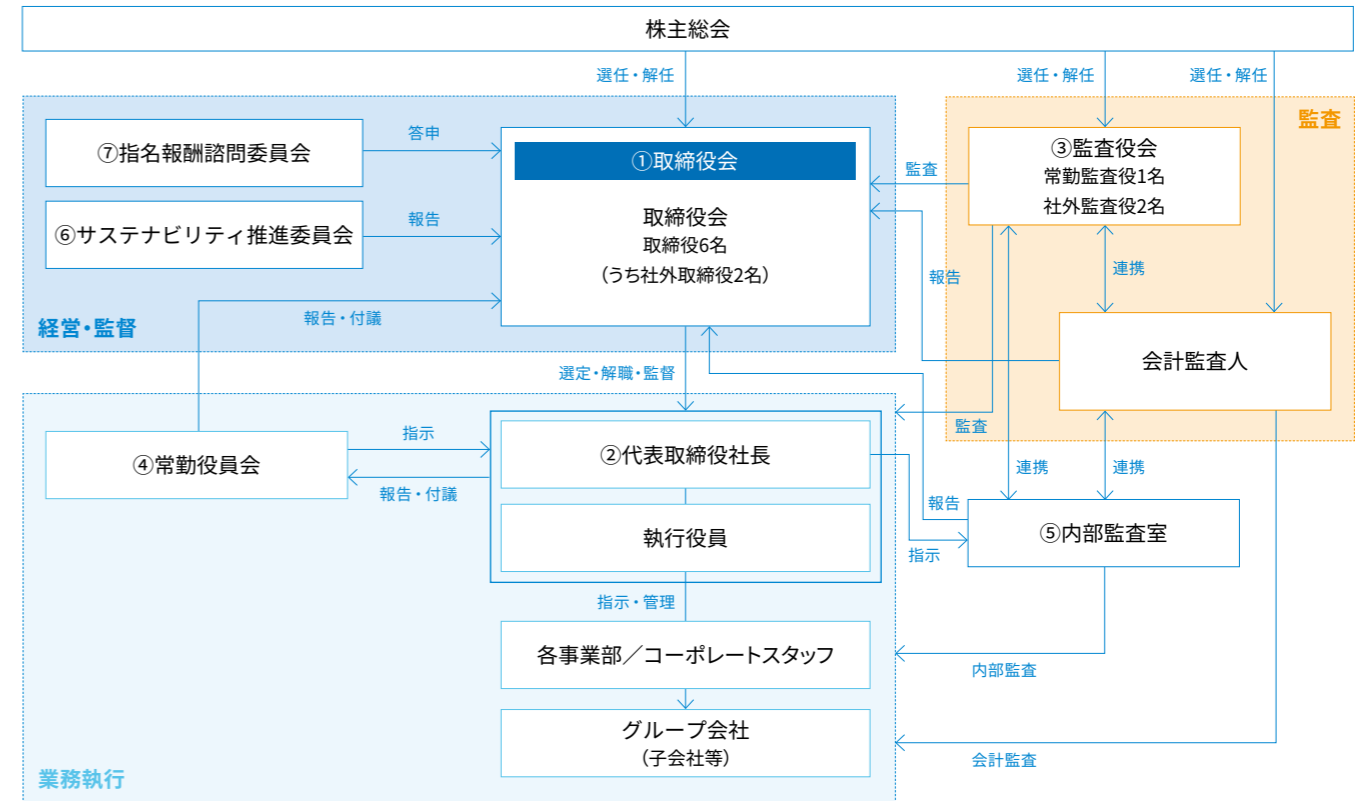 株主総会
選任・解任
選任・解任
選任・解任
監査
⑦指名報酬諮問委員会
答申
①取締役会
取締役会
取締役6名
（うち社外取締役2名）
監査
③監査役会
常勤監査役1名
社外監査役2名
⑥サステナビリティ推進委員会
報告
報告
連携
経営・監督
報告・付議
会計監査人
選定・解職・監督
監査
④常勤役員会
指示
報告・付議
②代表取締役社長
執行役員
連携
連携
報告
指示
⑤内部監査室
指示・管理
各事業部／コーポレートスタッフ
内部監査
グループ会社
（子会社等）
会計監査
業務執行